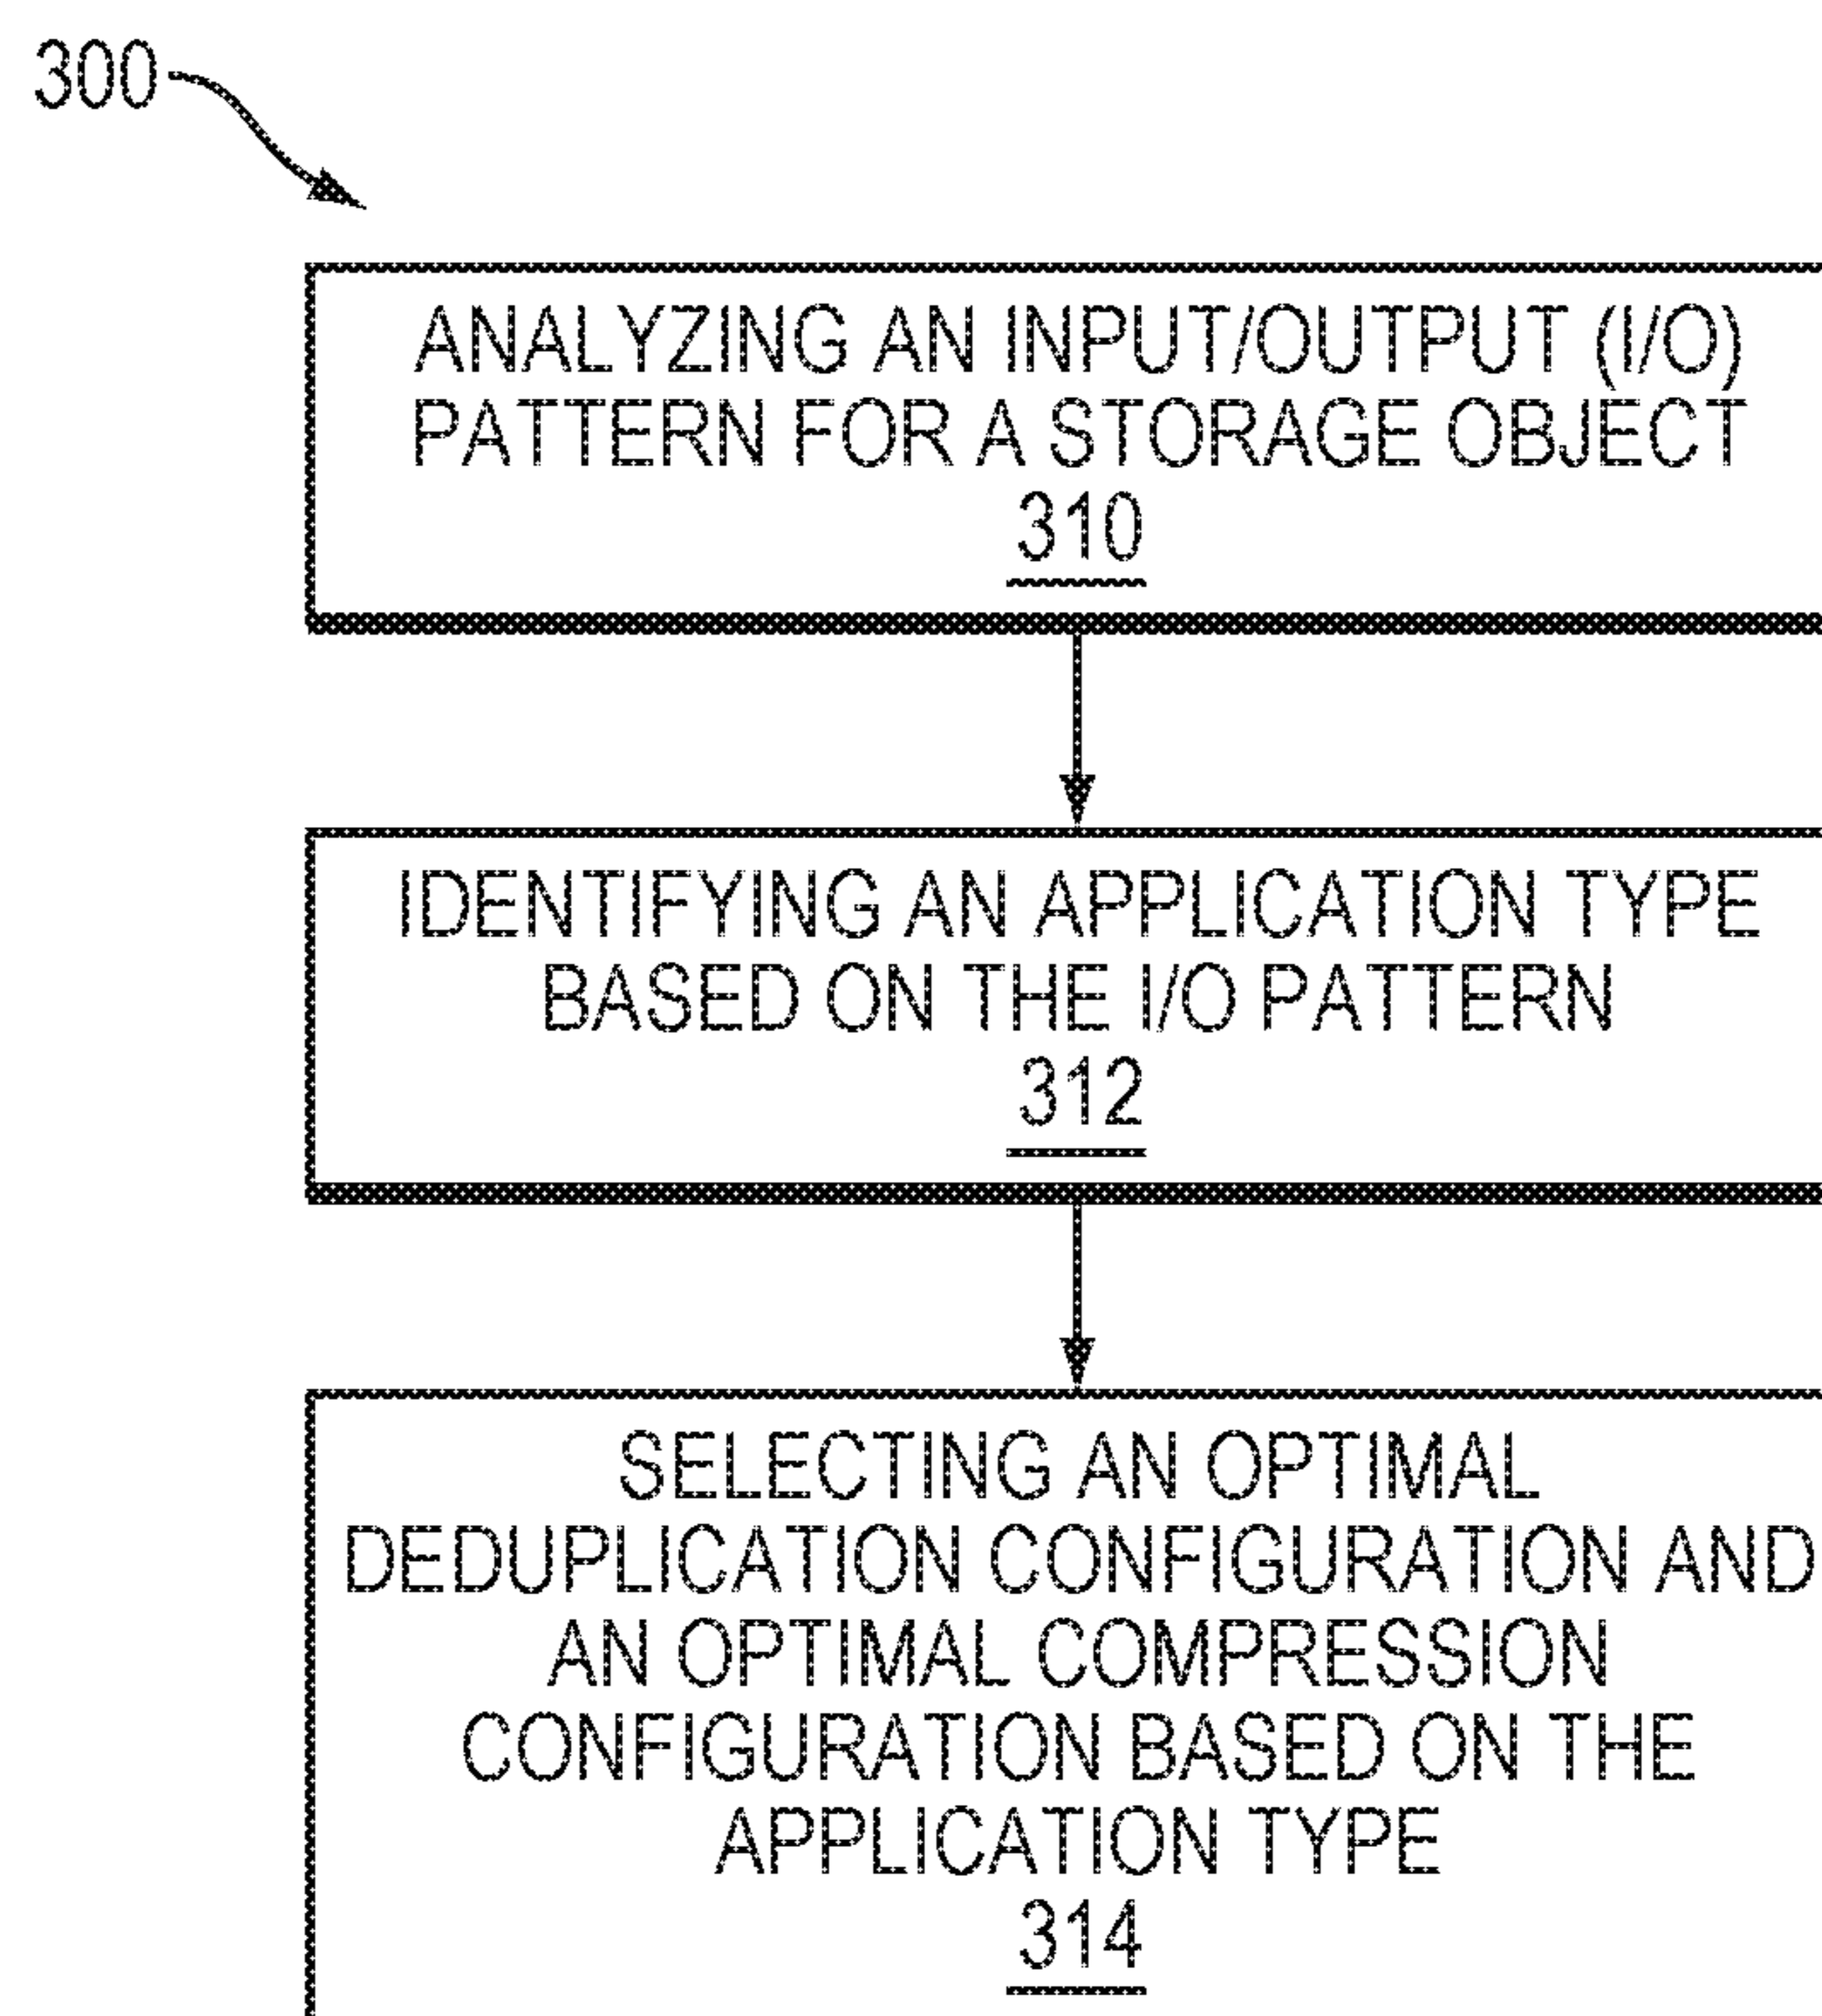 300
ANALYZING AN INPUT/OUTPUT (I/O)
PATTERN FOR A STORAGE OBJECT
310
IDENTIFYING AN APPLICATION TYPE
BASED ON THE I/O PATTERN
312
SELECTING AN OPTIMAL
DEDUPLICATION CONFIGURATION AND
AN OPTIMAL COMPRESSION
CONFIGURATION BASED ON THE
APPLICATION TYPE
314